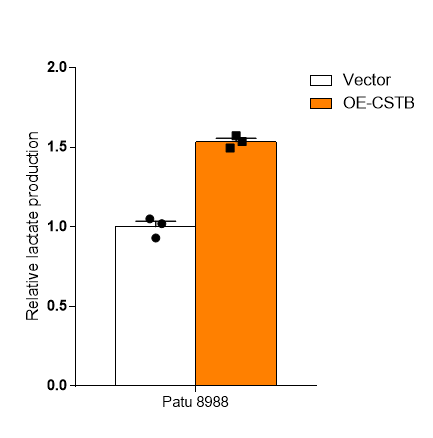 2.0
1.5
1.0
0.5
0.0
Relative lactate production
Patu 8988
Vector
OE-CSTB